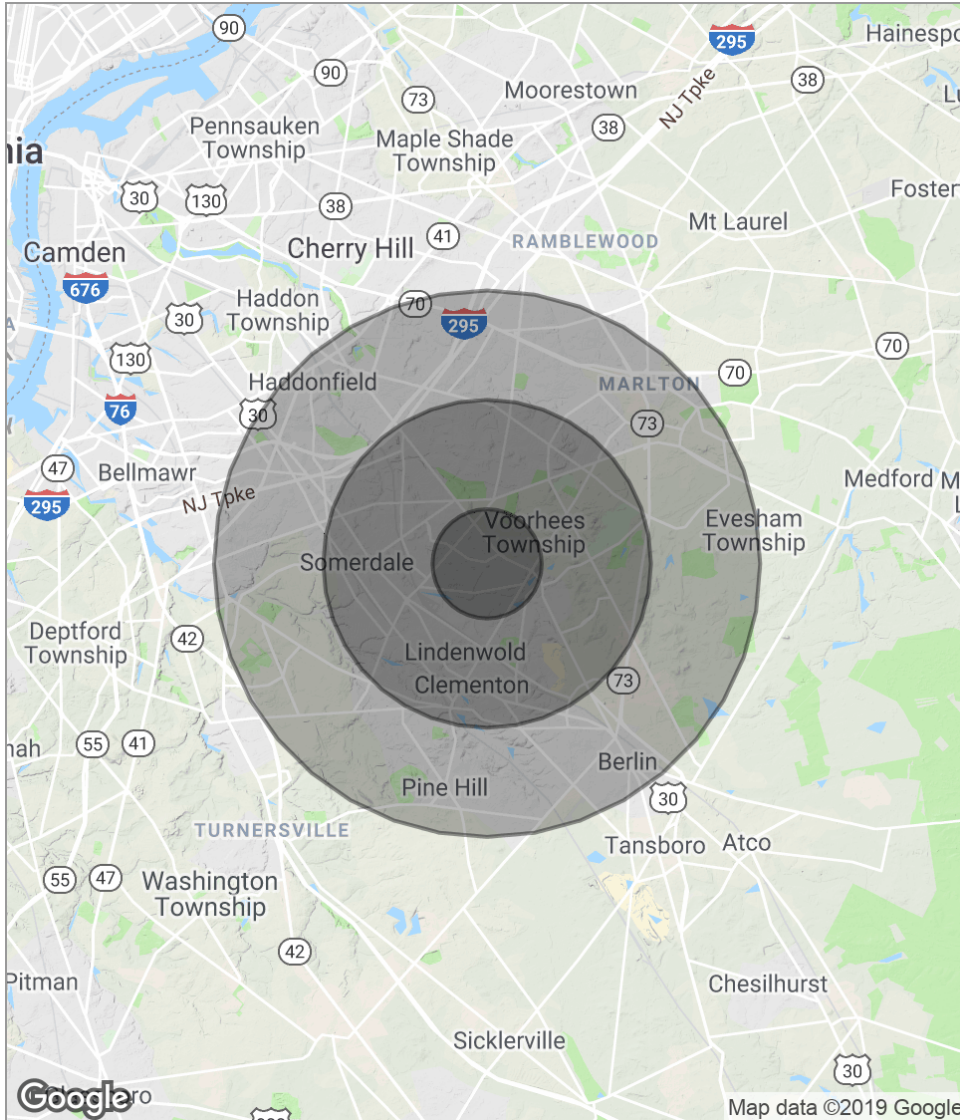 90
295
Hainespo
90
38
73
Moorestown
NJ Tpke
38
Pennsauken
Township
Maple Shade
Township
nia
30
130
38
Foster
Mt Laurel
41
RAMBLEWOOD
Camden
Cherry Hill
676
Haddon
Township
70
295
30
130
70
70
Haddonfield
MARLTON
76
30
73
47
Bellmawr
Medford
M
L
295
NJ Tpke
Voorhees
Township
Evesham
Township
Somerdale
Deptford
Township
42
Lindenwold
Clementon
73
nah
55
41
Berlin
Pine Hill
30
TURNERSVILLE
Tansboro
Atco
55
47
Washington
Township
42
Pitman
Chesilhurst
Sicklerville
30
Google
ro
Map data ©2019 Google